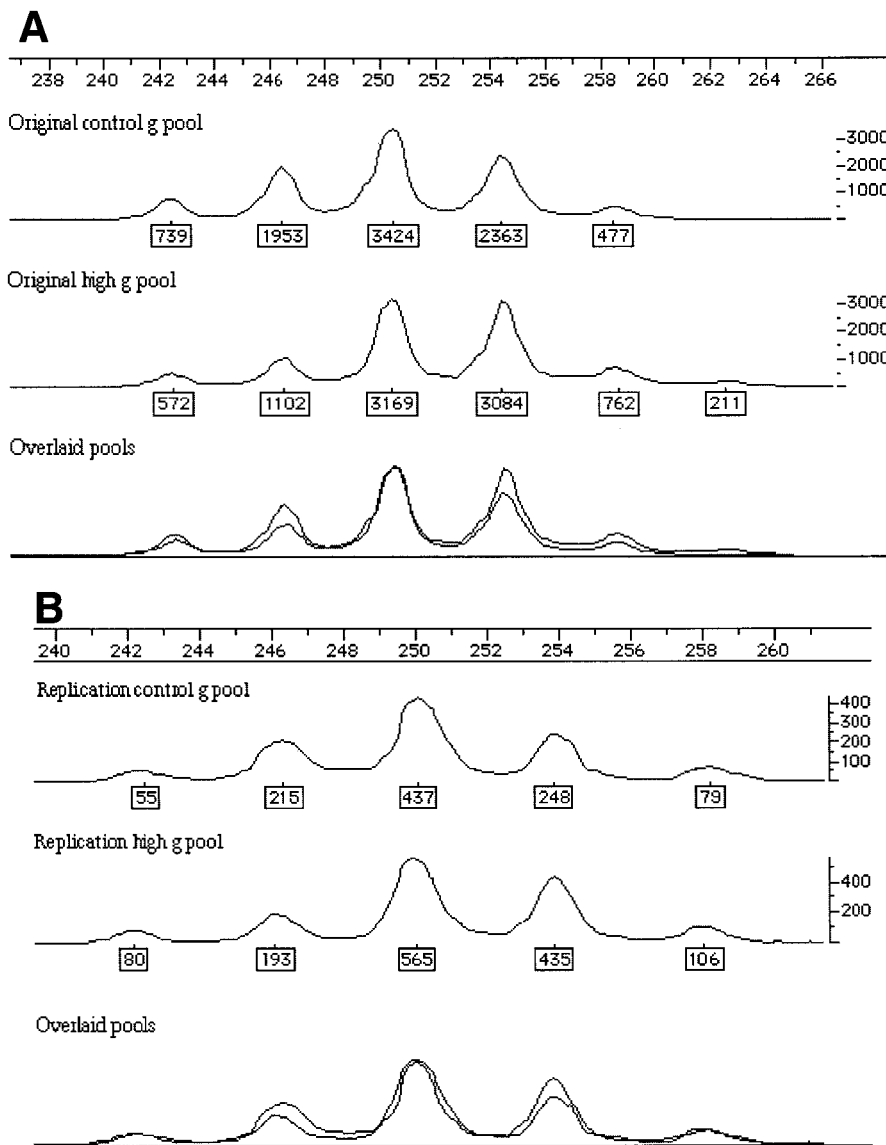 A
238 240 242 244 246 248 250 252 254 256 258 260 262 264 266
Original control g pool
3000
2000
1000
739 1953 3424 2363 477
Original high g pool
3000
2000
1000
572 1102 3169 3084 762 211
Overlaid pools
B
240 242 244 246 248 250 252 254 256 258 260
Replication control g pool
400
300
200
100
55 215 437 248 79
Replication high g pool
400
200
80 193 565 435 106
Overlaid pools